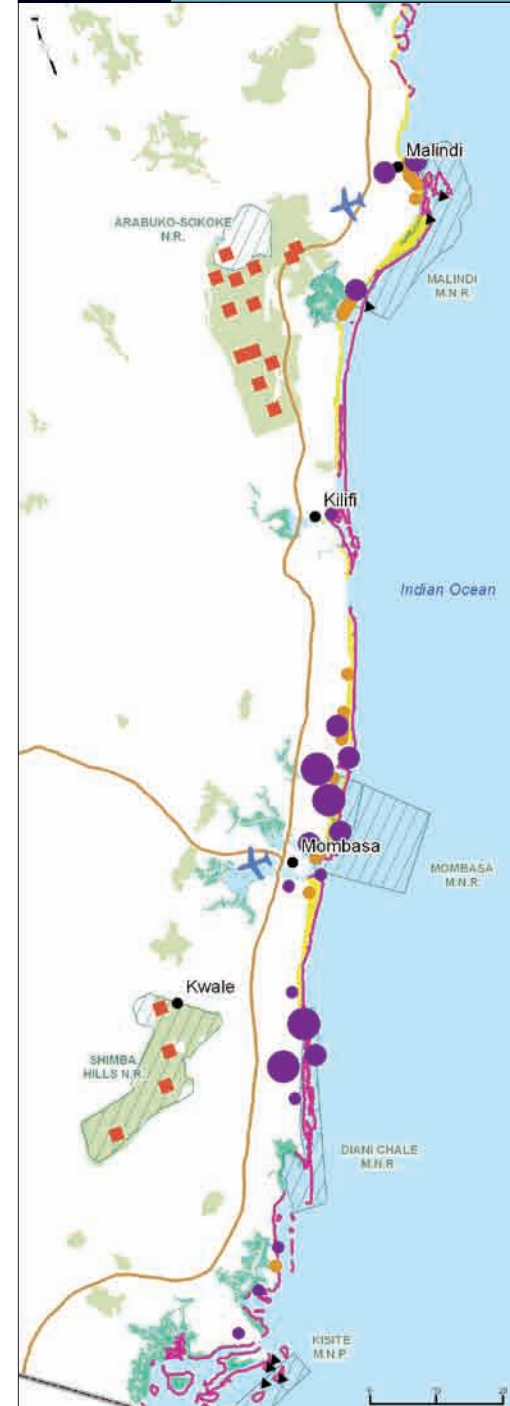 Malindi
ARABUKO-SOKOKE
N.R.
MALINDI
M.N.R.
Kilifi
Indian Ocean
Mombasa
MOMBASA
M.N.R.
Kwale
SHIMBA
HILLS N.R.
DIANI CHALE
M.N.R.
KISITE
M.N.P.